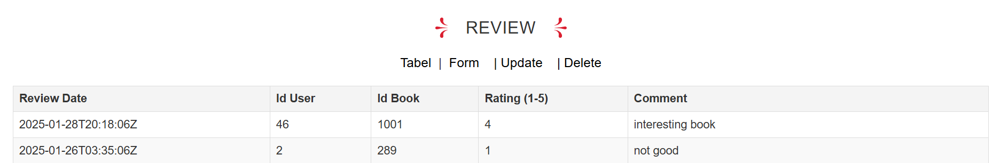 REVIEW
Tabel | Form | Update | Delete
Review Date Id User Id Book Rating (1-5) Comment
2025-01-28T20:18:06Z 46 1001 4 interesting book
2025-01-26T03:35:06Z 2 289 1 not good